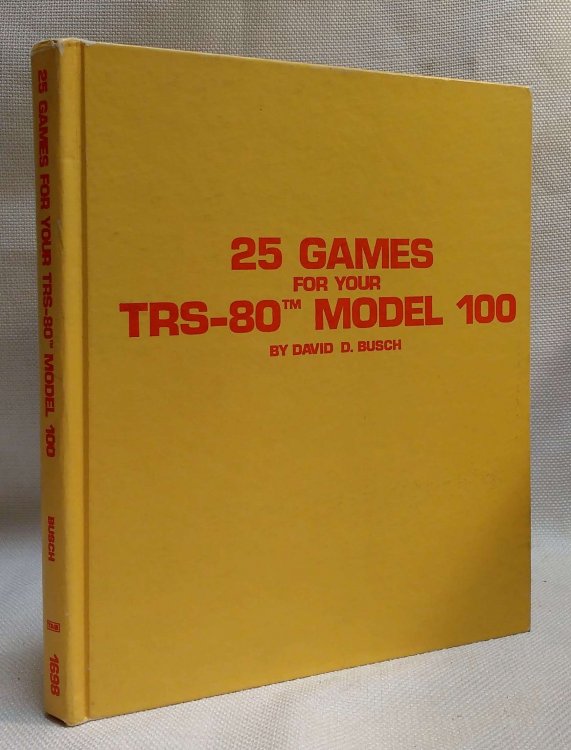 25 GAMES
FOR YOUR
TRS-80™ MODEL 100
BY DAVID D. BUSCH
25 GAMES FOR YOUR TRS-80™ MODEL 100
BUSCH
TAB
1698